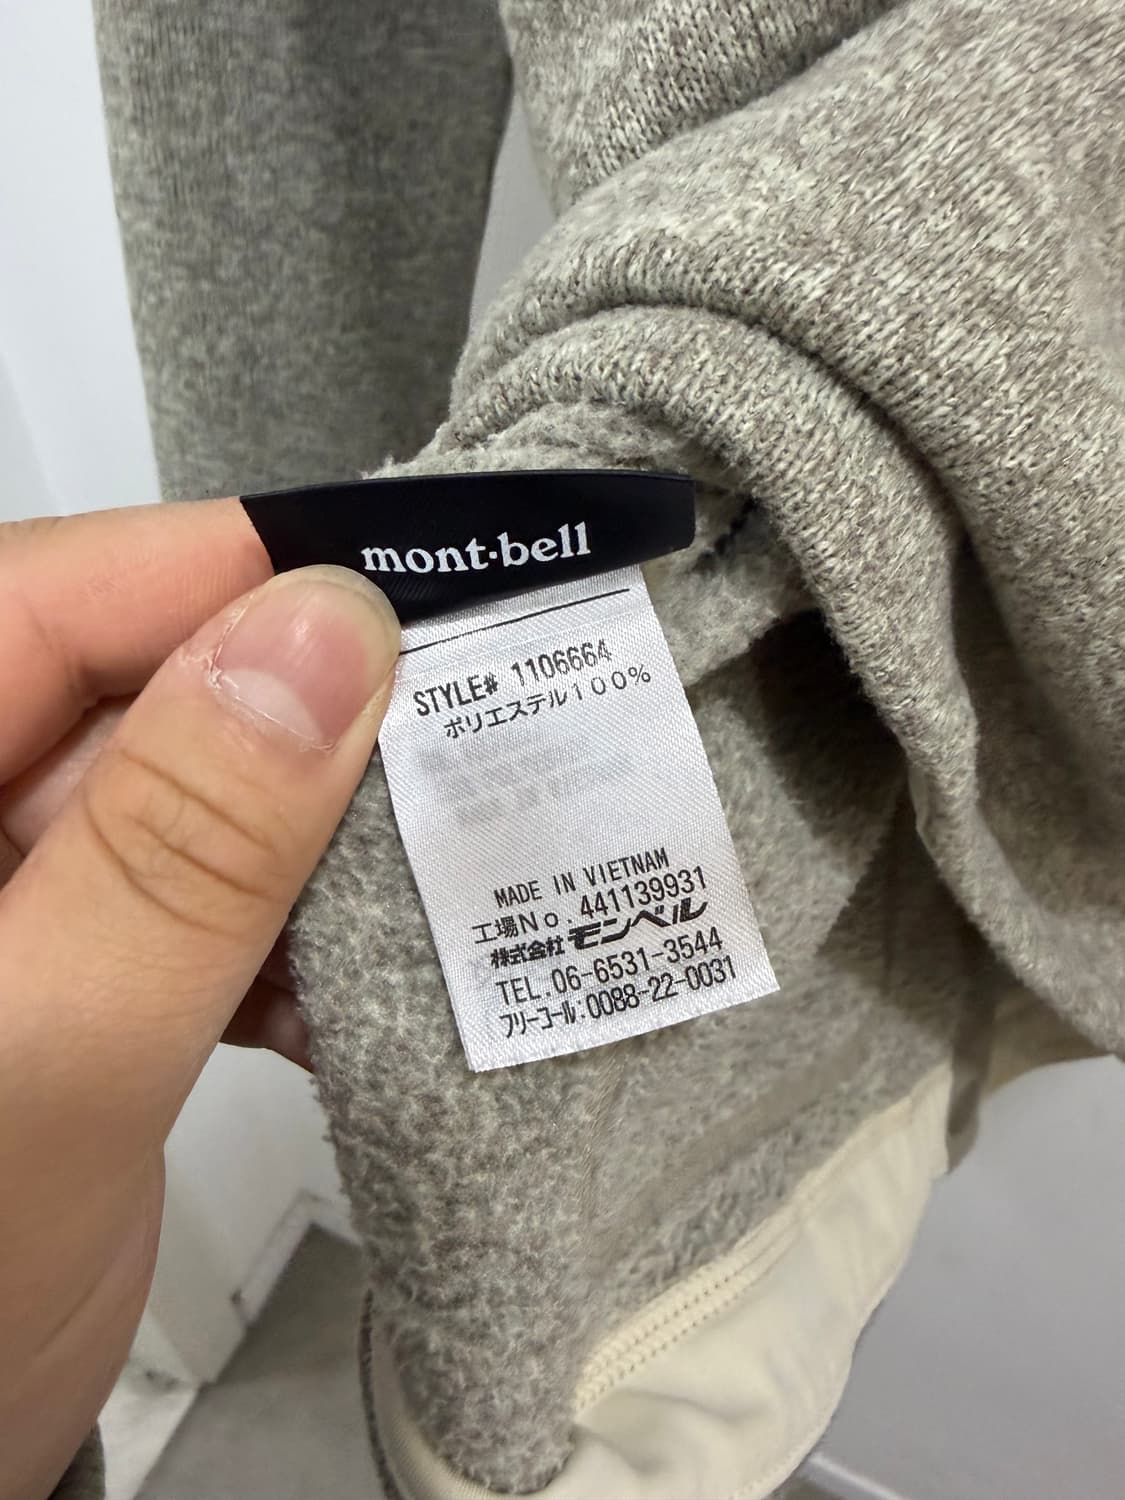 mont·bell
STYLE# 1106664
ポリエステル100%
MADE IN VIETNAM
工場No.441139931
株式会社モンベル
TEL.06-6531-3544
フリーコール:0088-22-0031